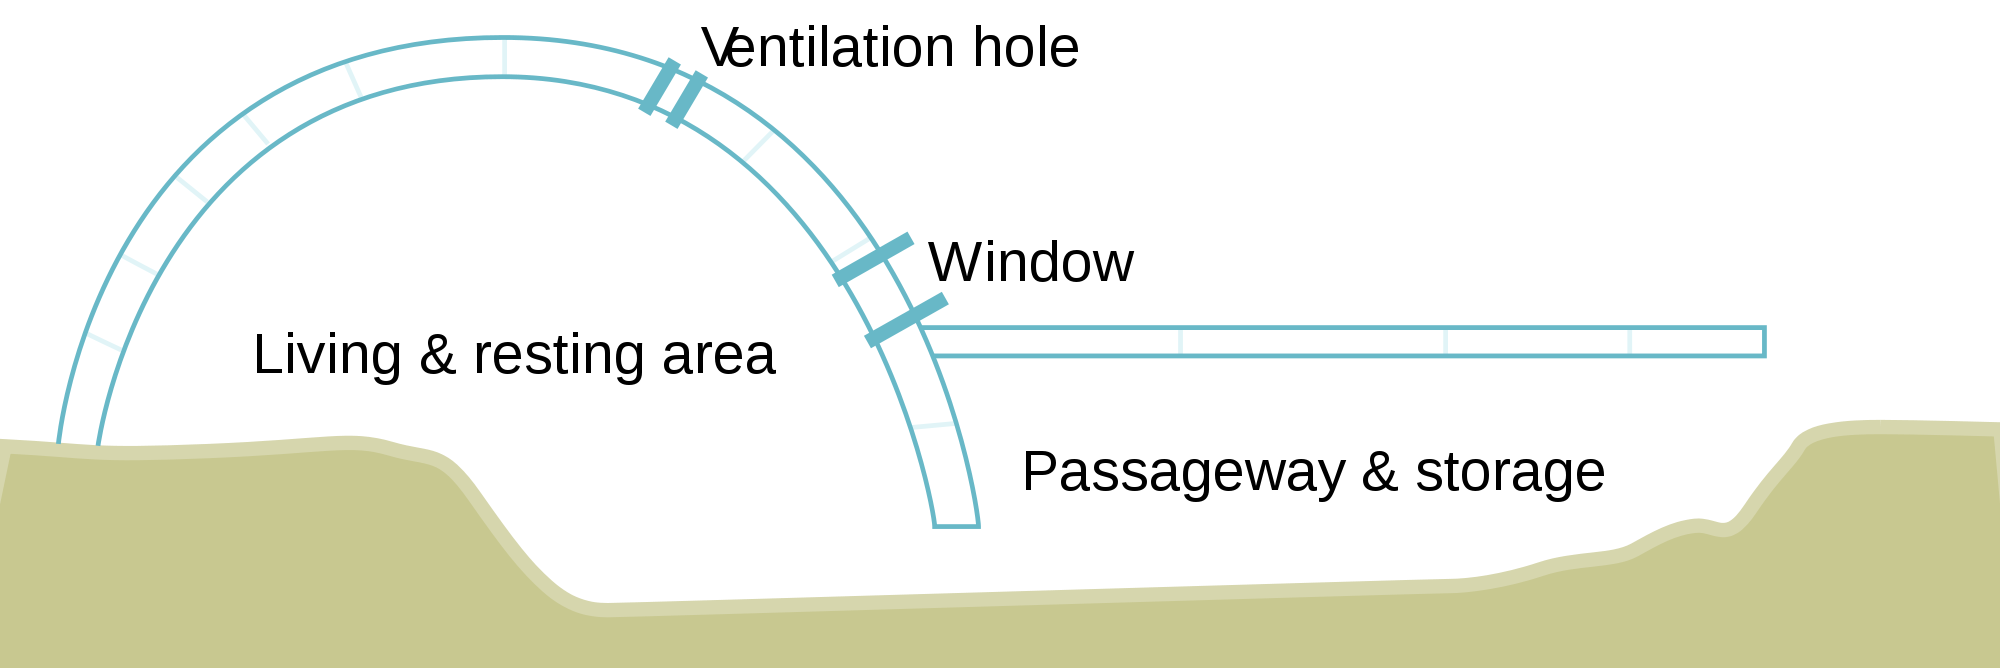 Ventilation hole
Window
Living & resting area
Passageway & storage